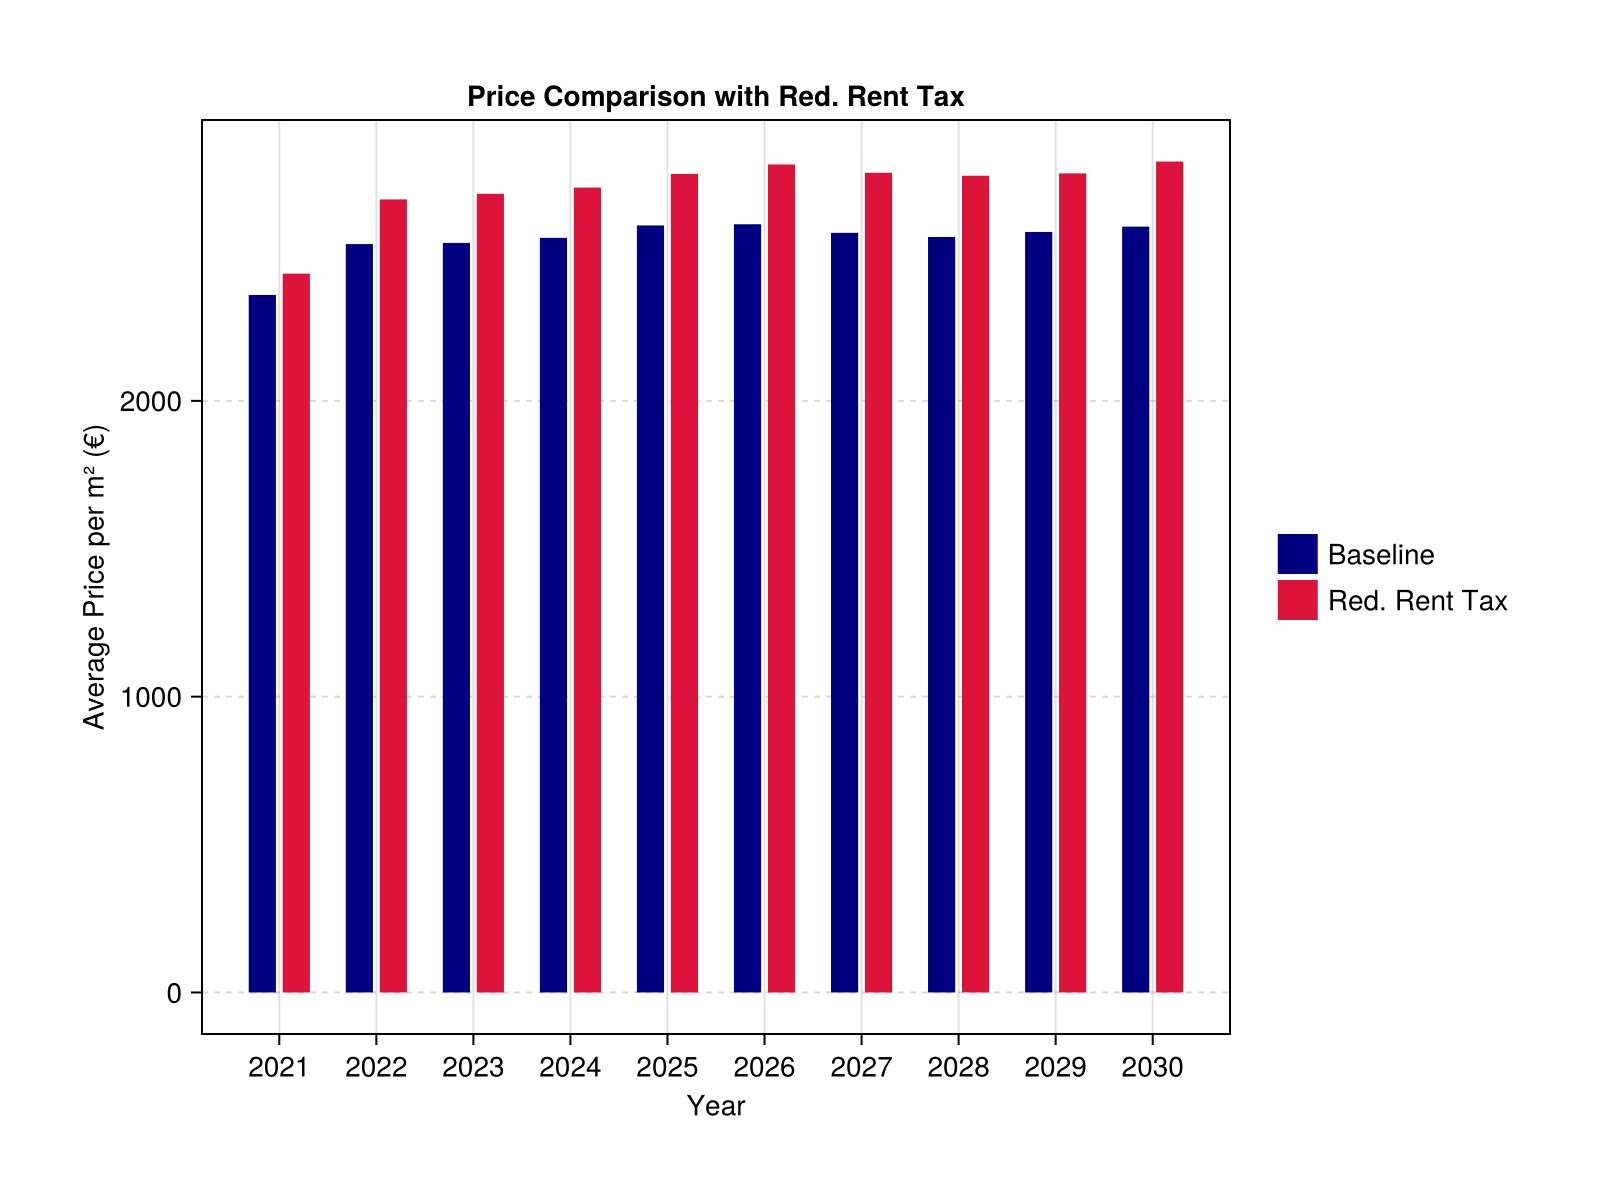 Price Comparison with Red. Rent Tax
Average Price per m² (€)
2000
1000
0
2021 2022 2023 2024 2025 2026 2027 2028 2029 2030
Year
Baseline
Red. Rent Tax